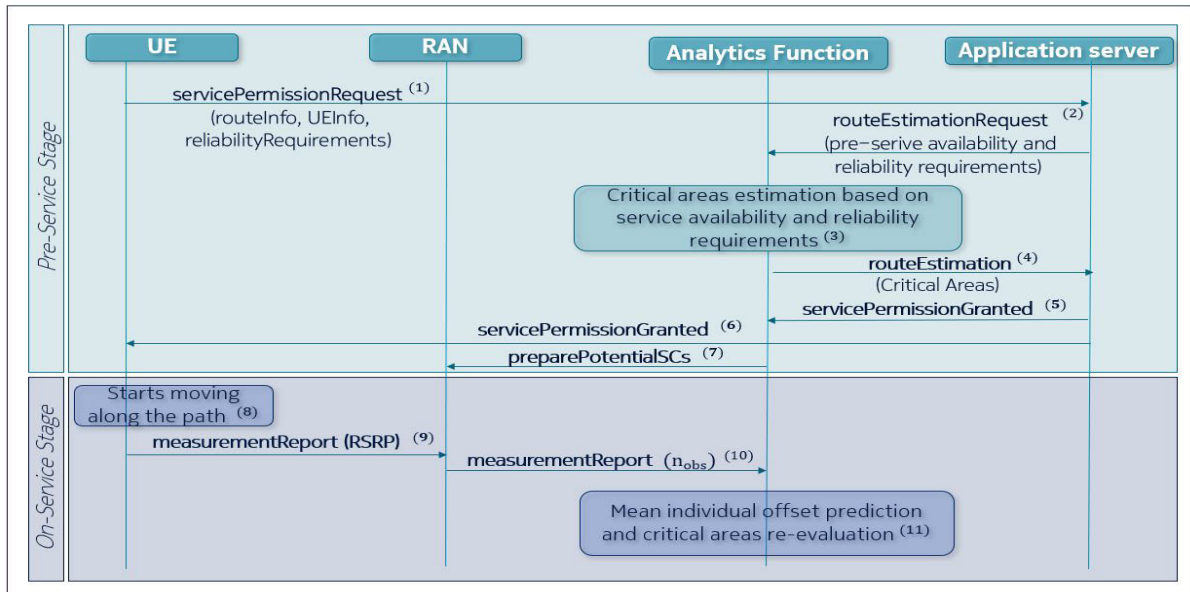 UE
RAN
Analytics Function
Application server
Pre-Service Stage
servicePermissionRequest (1)
(routeInfo, UEInfo,
reliabilityRequirements)
routeEstimationRequest (2)
(pre-serive availability and
reliability requirements)
Critical areas estimation based on
service availability and reliability
requirements (3)
routeEstimation (4)
(Critical Areas)
servicePermissionGranted (5)
servicePermissionGranted (6)
preparePotentialSCs (7)
On-Service Stage
Starts moving
along the path (8)
measurementReport (RSRP) (9)
measurementReport (n_obs) (10)
Mean individual offset prediction
and critical areas re-evaluation (11)